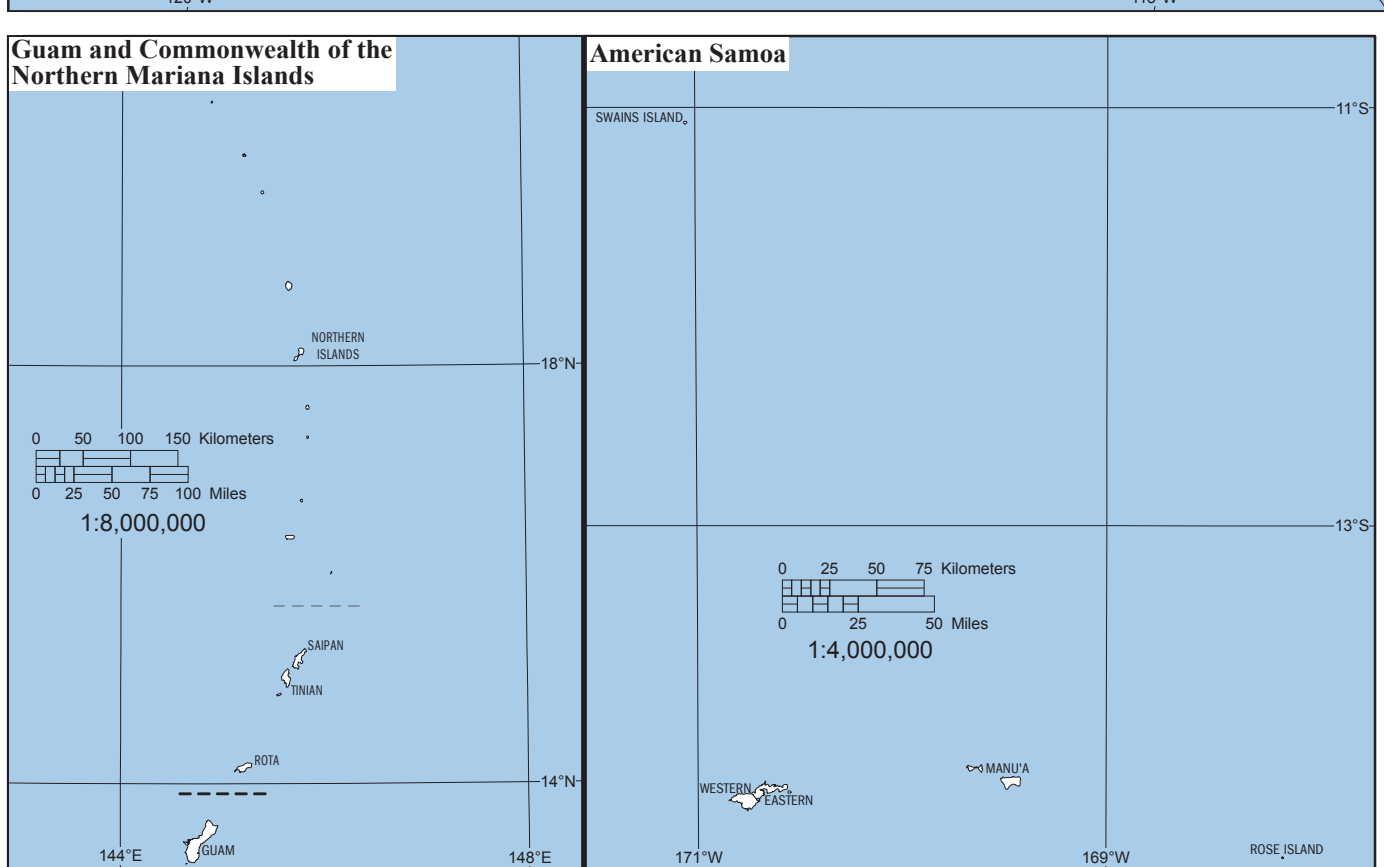 Guam and Commonwealth of the
Northern Mariana Islands
NORTHERN
ISLANDS
18°N
0 50 100 150 Kilometers
0 25 50 75 100 Miles
1:8,000,000
SAIPAN
TINIAN
ROTA
14°N
GUAM
144°E
148°E
American Samoa
11°S
SWAINS ISLAND
13°S
0 25 50 75 Kilometers
0 25 50 Miles
1:4,000,000
MANU'A
WESTERN
EASTERN
ROSE ISLAND
171°W
169°W